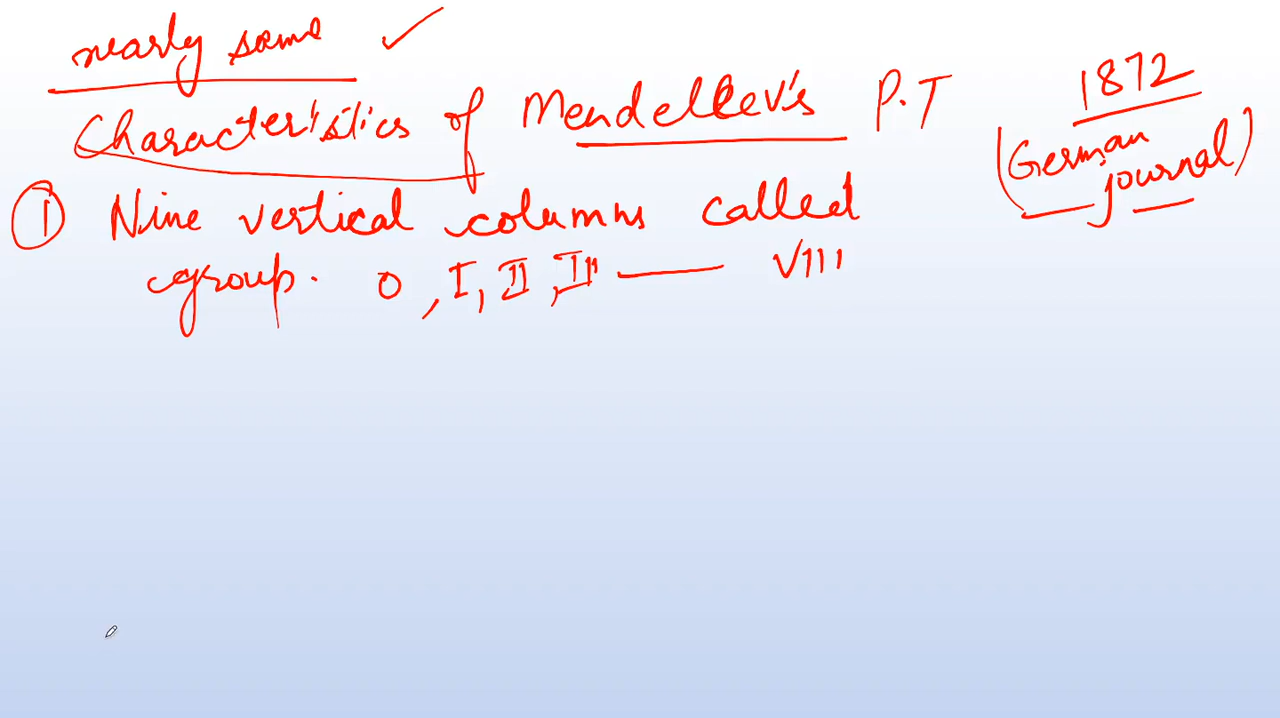 nearly same ✓
Characteristics of Mendeleev's P.T
1872
(German journal)
① Nine vertical columns called
group. 0, I, II, III —— VIII